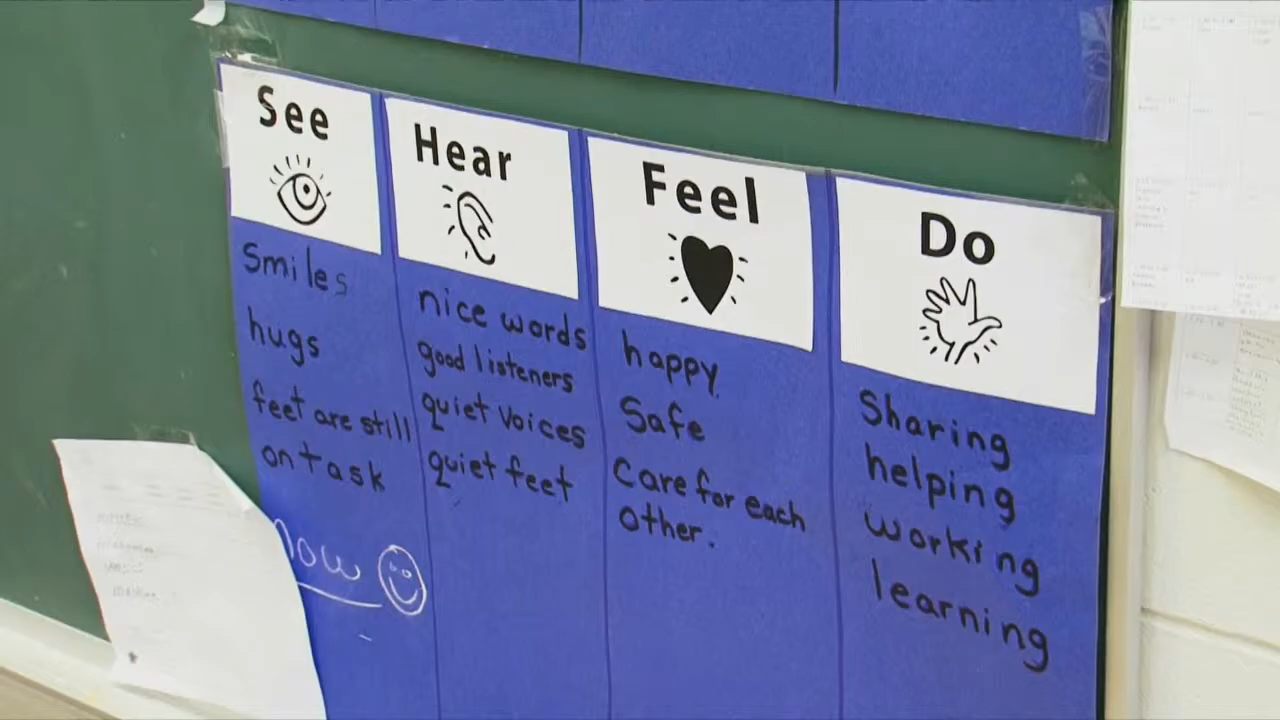 See
Smiles
hugs
feet are still
on task
now
Hear
nice words
good listeners
quiet voices
quiet feet
Feel
happy
Safe
Care for each
other.
Do
Sharing
helping
working
learning